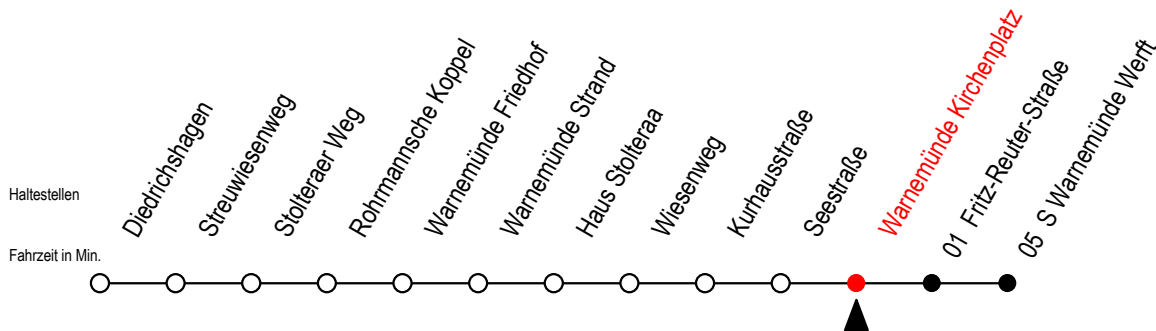 Haltestellen
Fahrzeit in Min.
Diedrichshagen
Streuwiesenweg
Stolteraer Weg
Rohrmannsche Koppel
Warnemünde Friedhof
Warnemünde Strand
Haus Stolteraa
Wiesenweg
Kurhausstraße
Seestraße
Warnemünde Kirchenplatz
01 Fritz-Reuter-Straße
05 S Warnemünde Werft